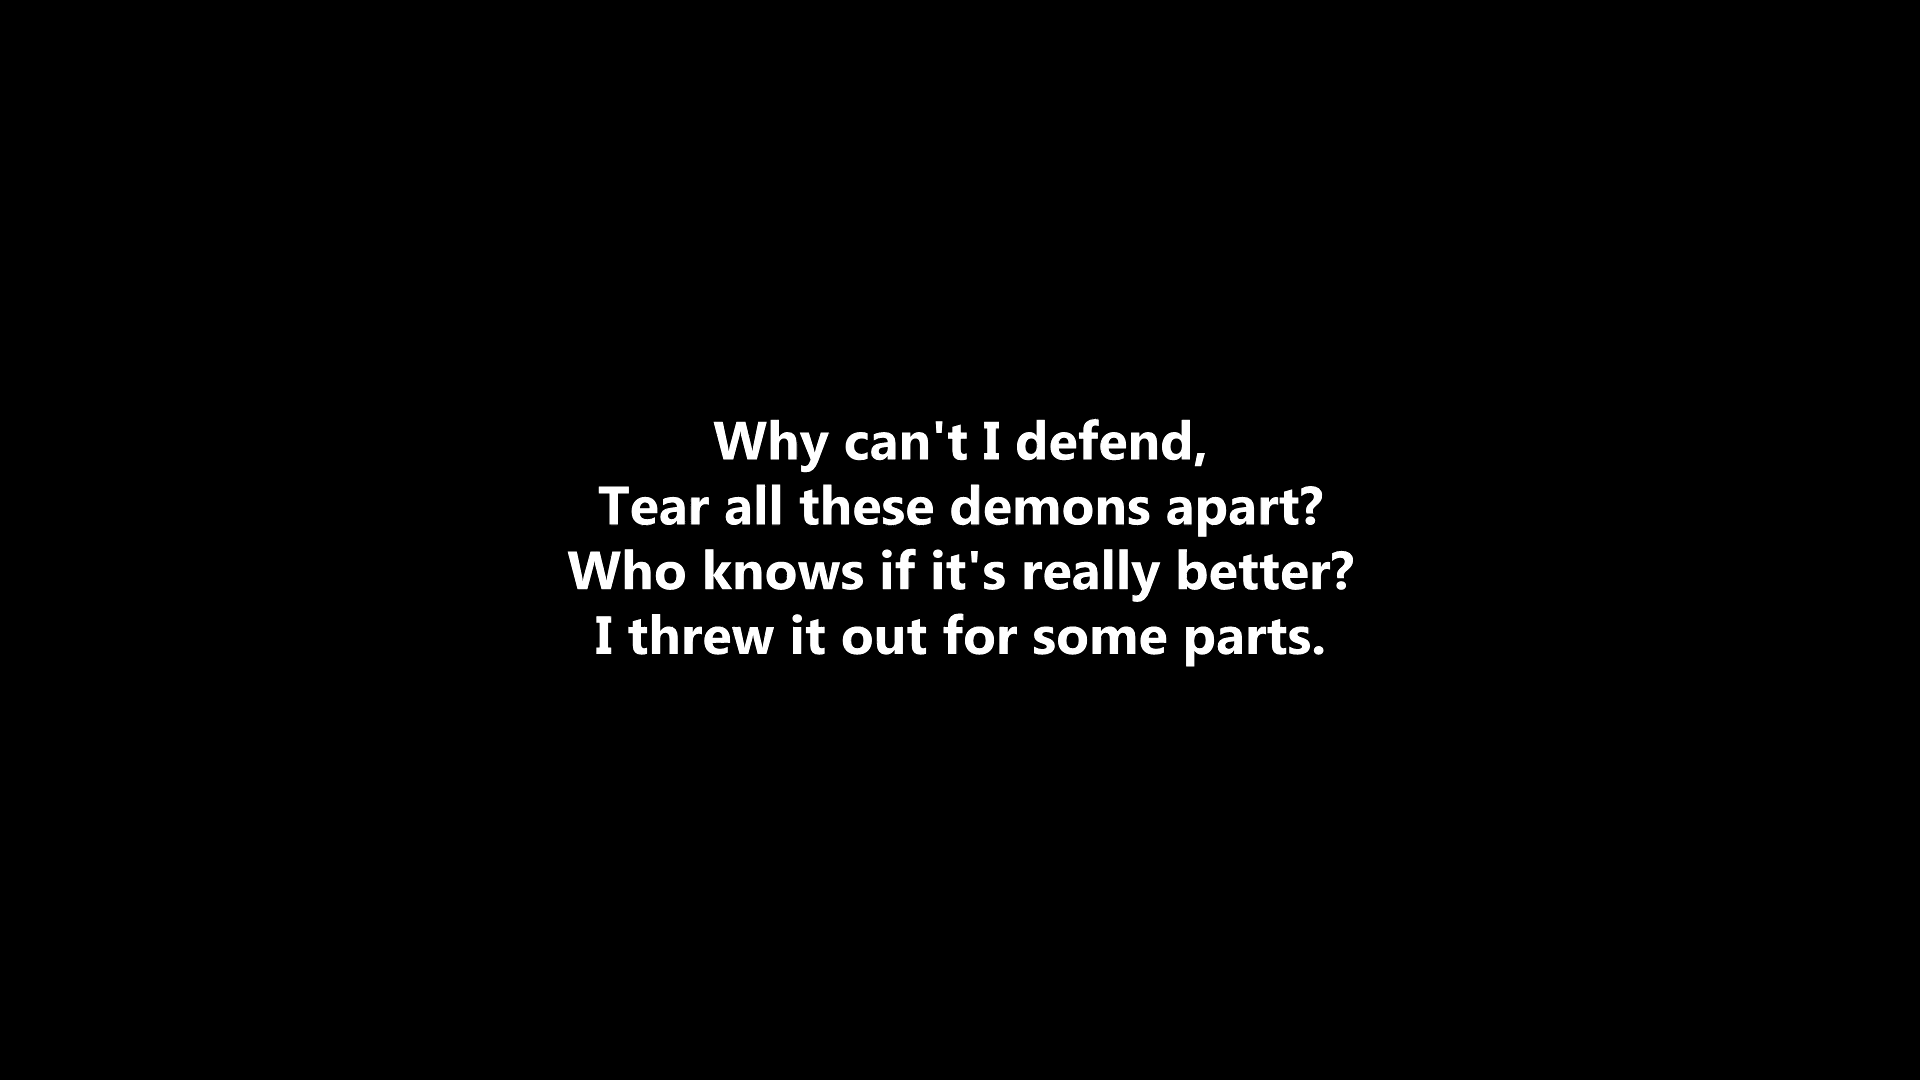 Why can't I defend,
Tear all these demons apart?
Who knows if it's really better?
I threw it out for some parts.